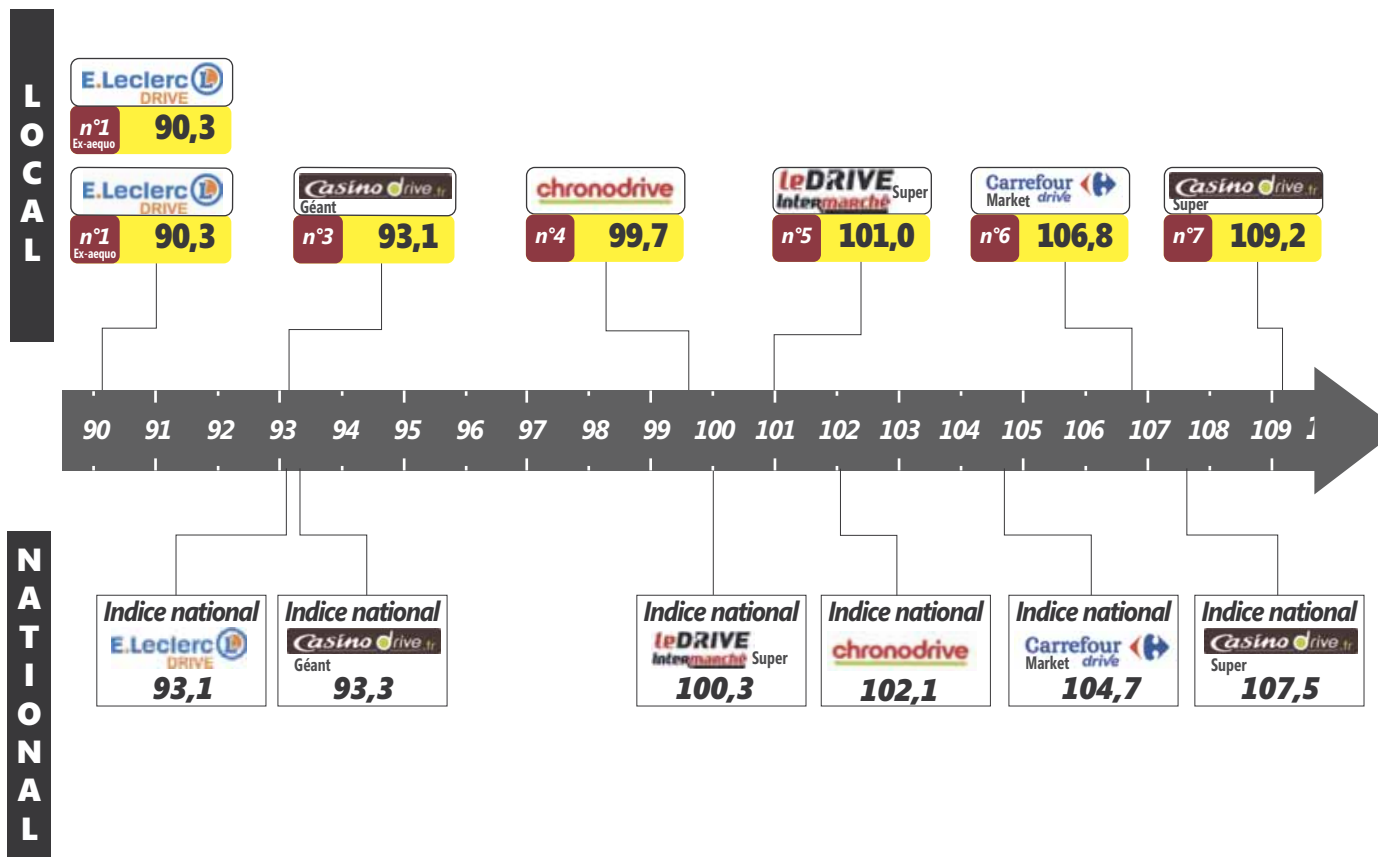 LOCAL
E.Leclerc L
DRIVE
n°1
Ex-aequo
90,3
E.Leclerc L
DRIVE
n°1
Ex-aequo
90,3
Casino drive.fr
Géant
n°3
93,1
chronodrive
n°4
99,7
le DRIVE
Intermarché
Super
n°5
101,0
Carrefour
Market
drive
n°6
106,8
Casino drive.fr
Super
n°7
109,2
90 91 92 93 94 95 96 97 98 99 100 101 102 103 104 105 106 107 108 109 1
NATIONAL
Indice national
E.Leclerc L
DRIVE
93,1
Indice national
Casino drive.fr
Géant
93,3
Indice national
le DRIVE
Intermarché
Super
100,3
Indice national
chronodrive
102,1
Indice national
Carrefour
Market
drive
104,7
Indice national
Casino drive.fr
Super
107,5